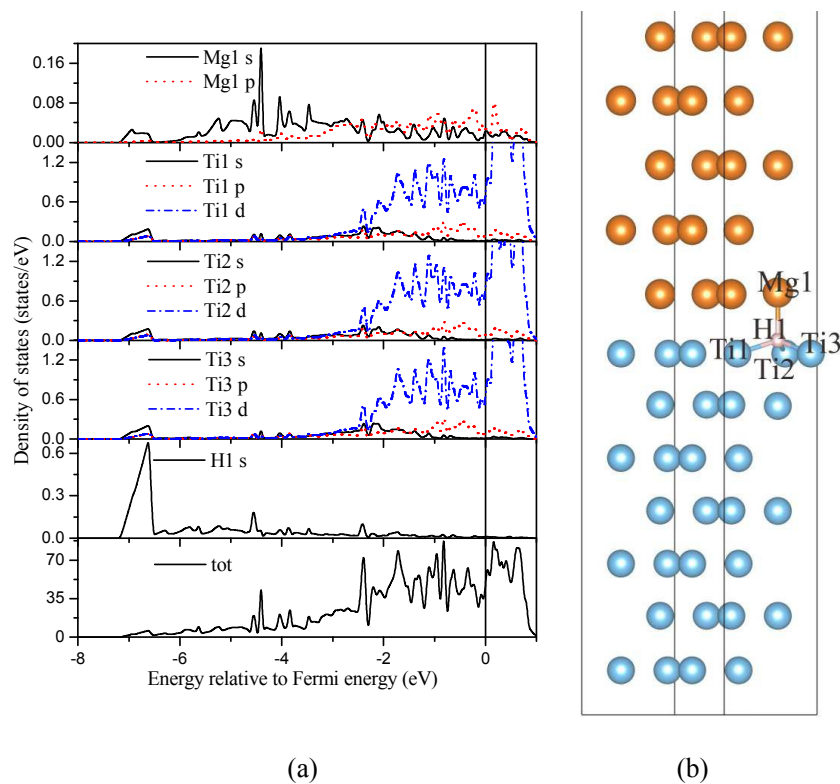 0.16
0.08
0.00
Mg1 s
Mg1 p
1.2
0.6
0.0
Ti1 s
Ti1 p
Ti1 d
1.2
0.6
0.0
Ti2 s
Ti2 p
Ti2 d
1.2
0.6
0.0
Ti3 s
Ti3 p
Ti3 d
0.6
0.3
0.0
H1 s
70
35
0
tot
Density of states (states/eV)
-8
-6
-4
-2
0
Energy relative to Fermi energy (eV)
(a)
Mg1
H1
Ti1
Ti3
Ti2
(b)